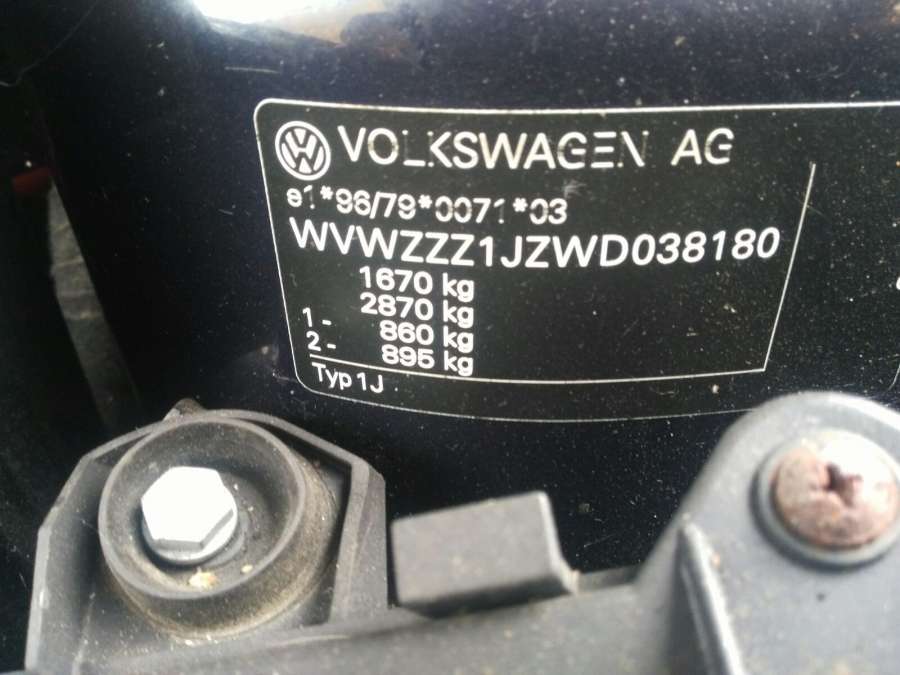 VOLKSWAGEN AG
e1*96/79*0071*03
WVWZZZ1JZWD038180
1670 kg
2870 kg
1- 860 kg
2- 895 kg
Typ 1J